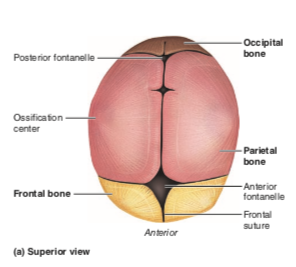 Occipital
bone
Posterior fontanelle
Ossification
center
Parietal
bone
Frontal bone
Anterior
fontanelle
Frontal
suture
Anterior
(a) Superior view